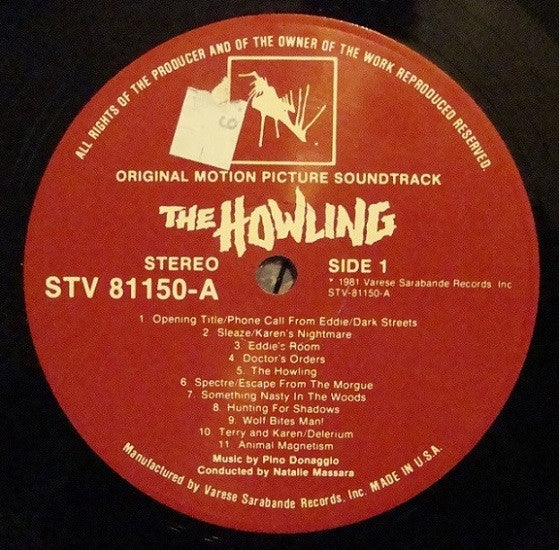 ALL RIGHTS OF THE PRODUCER AND OF THE OWNER OF THE WORK REPRODUCED RESERVED.
ORIGINAL MOTION PICTURE SOUNDTRACK
THE HOWLING
STEREO
STV 81150-A
SIDE 1
* 1981 Varese Sarabande Records, Inc
STV-81150-A
1 Opening Title/Phone Call From Eddie/Dark Streets
2 Sleaze/Karen's Nightmare
3 Eddie's Room
4 Doctor's Orders
5 The Howling
6 Spectre/Escape From The Morgue
7 Something Nasty In The Woods
8 Hunting For Shadows
9 Wolf Bites Man!
10 Terry and Karen/Delerium
11 Animal Magnetism
Music by Pino Donaggio
Conducted by Natalie Massara
Manufactured by Varese Sarabande Records, Inc. MADE IN U.S.A.